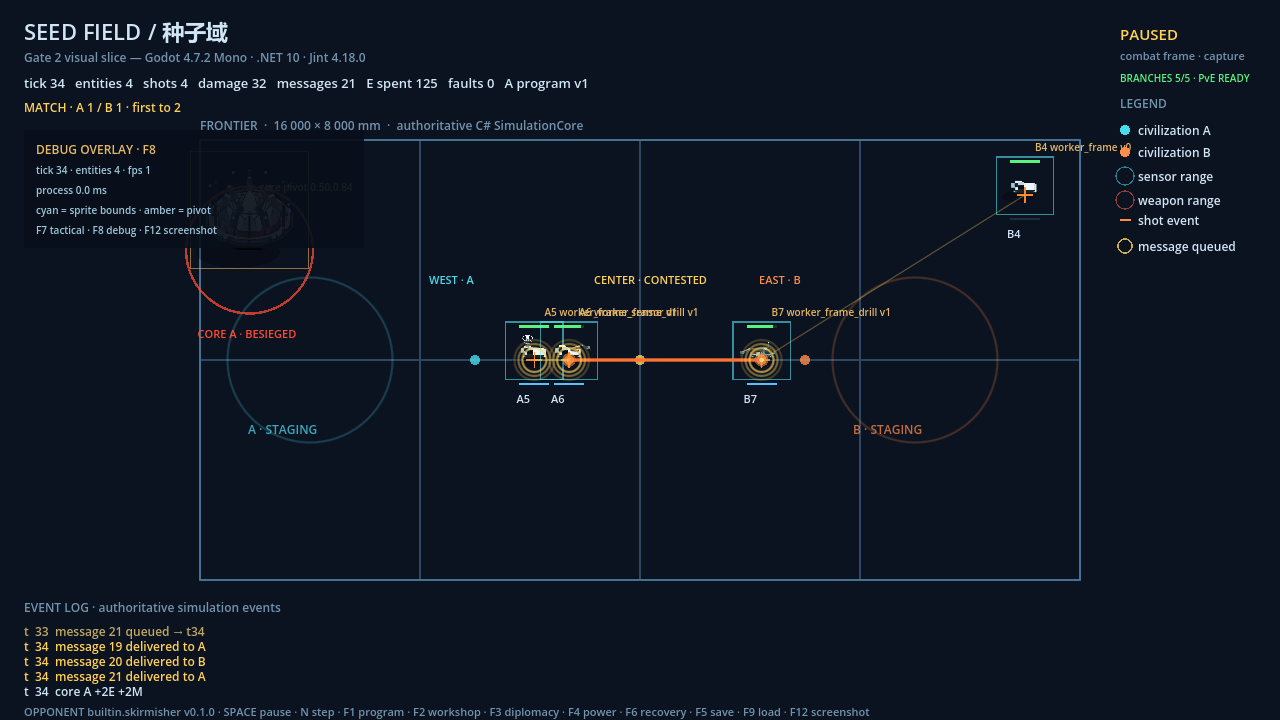 SEED FIELD / 种子域
Gate 2 visual slice — Godot 4.7.2 Mono · .NET 10 · Jint 4.18.0
tick 34 entities 4 shots 4 damage 32 messages 21 E spent 125 faults 0 A program v1
MATCH · A 1 / B 1 · first to 2
FRONTIER · 16 000 × 8 000 mm · authoritative C# SimulationCore
PAUSED
combat frame · capture
BRANCHES 5/5 · PvE READY
LEGEND
civilization A
civilization B
sensor range
weapon range
shot event
message queued
DEBUG OVERLAY · F8
tick 34 · entities 4 · fps 1
process 0.0 ms
cyan = sprite bounds · amber = pivot
F7 tactical · F8 debug · F12 screenshot
pivot 0.50,0.84
B4 worker_frame v0
B4
WEST · A
CENTER · CONTESTED
EAST · B
A5
A6
B7 worker_frame_drill v1
B7
CORE A · BESIEGED
A · STAGING
B · STAGING
EVENT LOG · authoritative simulation events
t 33 message 21 queued → t34
t 34 message 19 delivered to A
t 34 message 20 delivered to B
t 34 message 21 delivered to A
t 34 core A +2E +2M
OPPONENT builtin.skirmisher v0.1.0 · SPACE pause · N step · F1 program · F2 workshop · F3 diplomacy · F4 power · F6 recovery · F5 save · F9 load · F12 screenshot